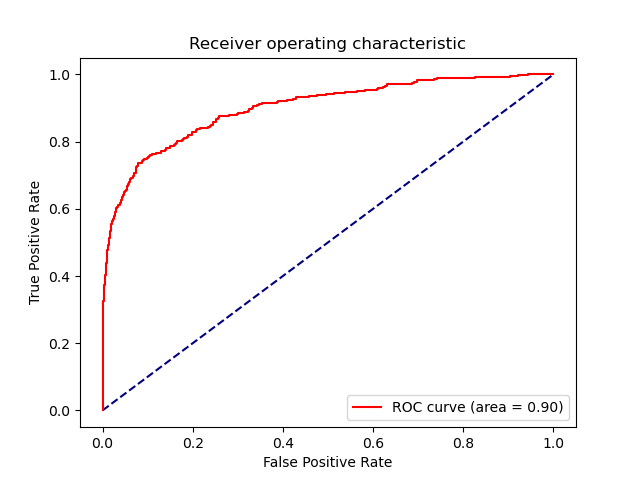 Receiver operating characteristic
True Positive Rate
1.0
0.8
0.6
0.4
0.2
0.0
ROC curve (area = 0.90)
0.0 0.2 0.4 0.6 0.8 1.0
False Positive Rate